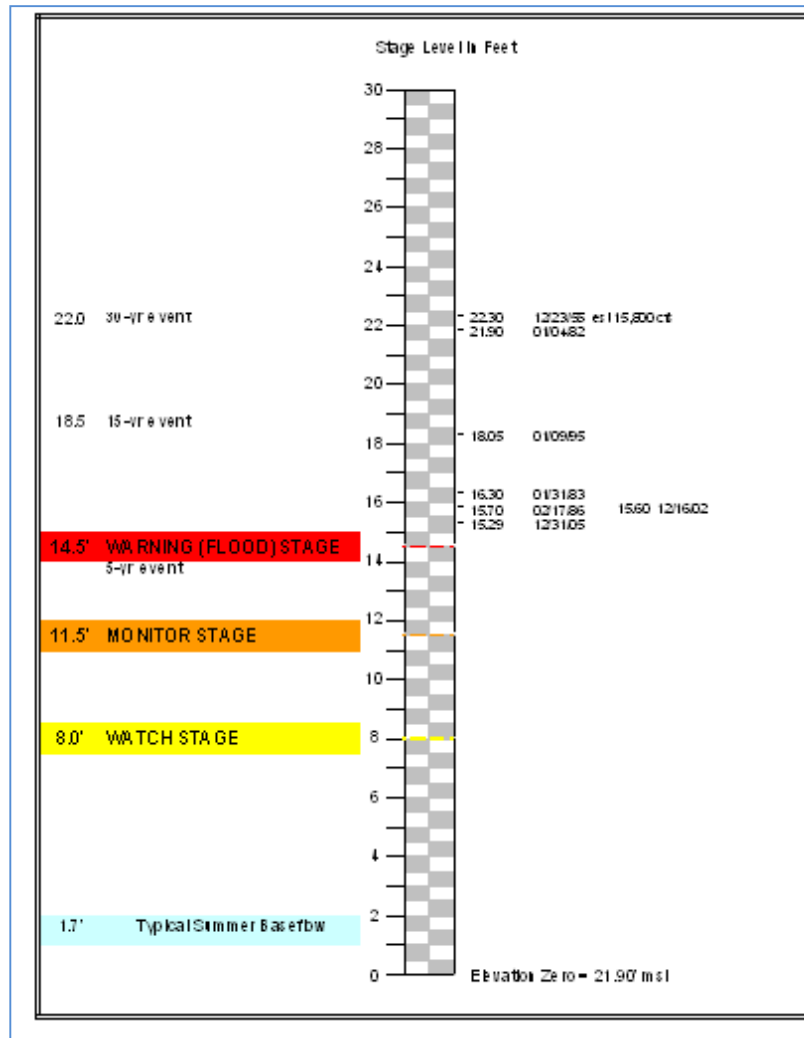 Stage Level in Feet
30
28
26
24
22.0 30-yr event
22
22.30 12/23/55 est 15,800 cfs
21.90 01/04/82
20
18.5 15-yr event
18
18.05 01/09/95
16
16.30 01/31/83
15.70 02/17/86 15.60 12/16/02
15.29 12/31/05
14.5' WARNING (FLOOD) STAGE
14
5-yr event
12
11.5' MONITOR STAGE
10
8.0' WATCH STAGE
8
6
4
2
1.7' Typical Summer Baseflow
0
Elevation Zero = 21.90' msl